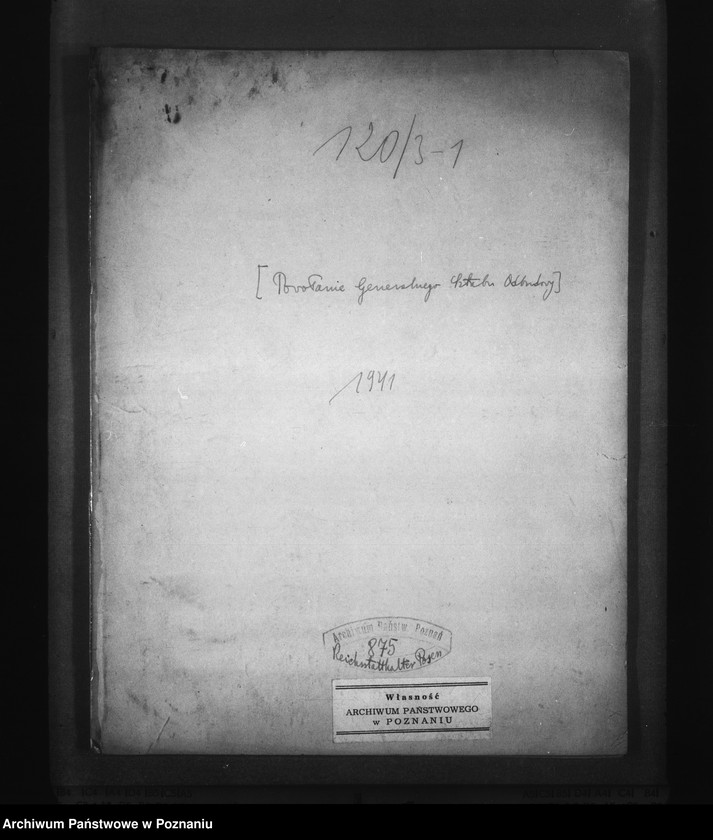 120/3-1
[Powołanie Generalnego Sztabu Odbudowy]
1941
Archiwum Państw. Poznań
875
Reichsstatthalter Posen
Własność
ARCHIWUM PAŃSTWOWEGO
w POZNANIU
Archiwum Państwowe w Poznaniu